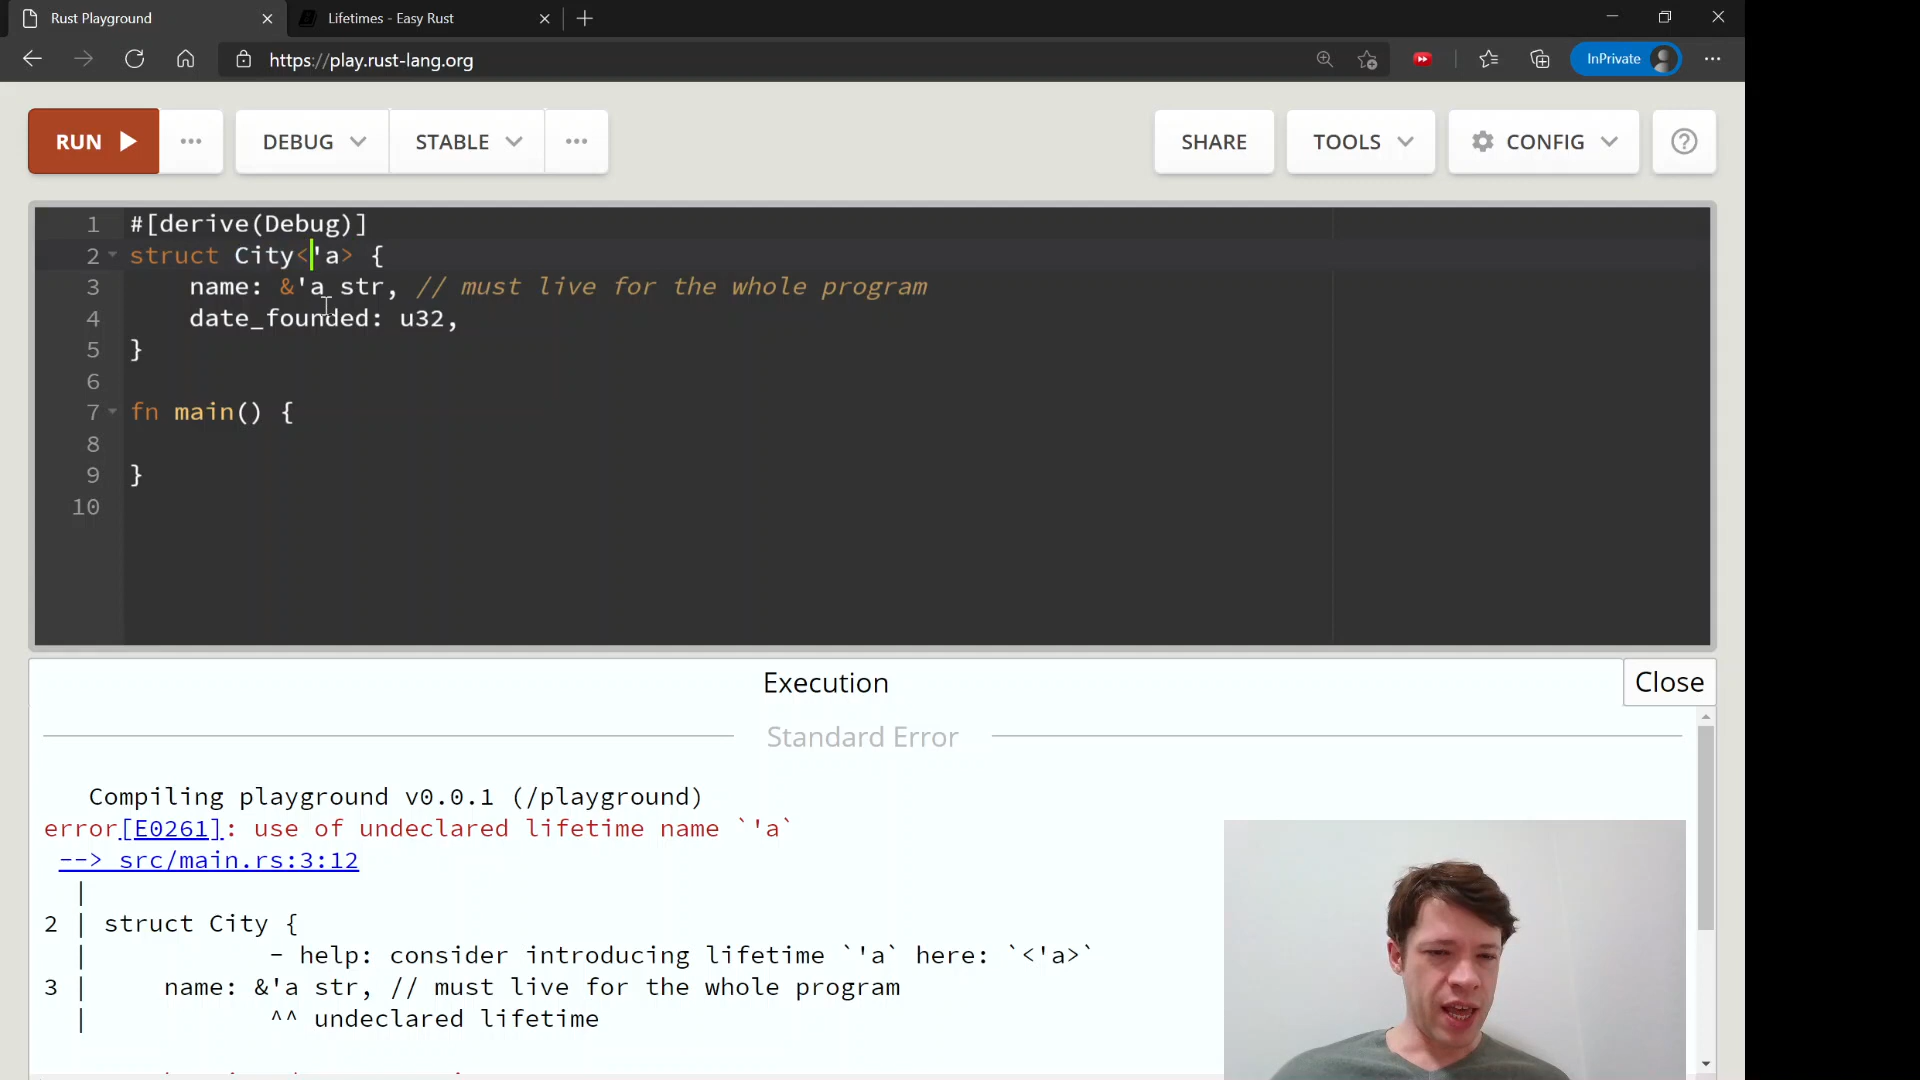 Rust Playground
Lifetimes - Easy Rust
https://play.rust-lang.org
InPrivate
RUN
DEBUG
STABLE
SHARE
TOOLS
CONFIG
1 #[derive(Debug)]
2 struct City<'a> {
3 name: &'a str, // must live for the whole program
4 date_founded: u32,
5 }
6
7 fn main() {
8
9 }
10
Execution
Close
Standard Error
Compiling playground v0.0.1 (/playground)
error[E0261]: use of undeclared lifetime name `'a`
--> src/main.rs:3:12
|
2 | struct City {
| - help: consider introducing lifetime `'a` here: `<'a>`
3 | name: &'a str, // must live for the whole program
| ^^ undeclared lifetime